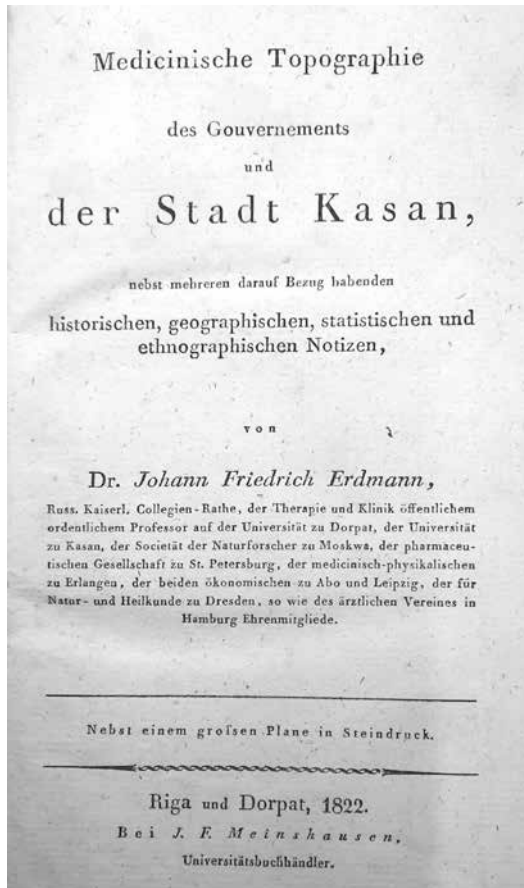 Medicinische Topographie
des Gouvernements
und
der Stadt Kasan,
nebst mehreren darauf Bezug habenden
historischen, geographischen, statistischen und
ethnographischen Notizen,
von
Dr. Johann Friedrich Erdmann,
Russ. Kaiserl. Collegien-Rathe, der Therapie und Klinik öffentlichem
ordentlichem Professor auf der Universität zu Dorpat, der Universität
zu Kasan, der Societät der Naturforscher zu Moskwa, der pharmaceu-
tischen Gesellschaft zu St. Petersburg, der medicinisch-physikalischen
zu Erlangen, der beiden ökonomischen zu Abo und Leipzig, der für
Natur- und Heilkunde zu Dresden, so wie des ärztlichen Vereines in
Hamburg Ehrenmitgliede.
Nebst einem groſsen Plane in Steindruck.
Riga und Dorpat, 1822.
Bei J. F. Meinshausen,
Universitätsbuchhändler.